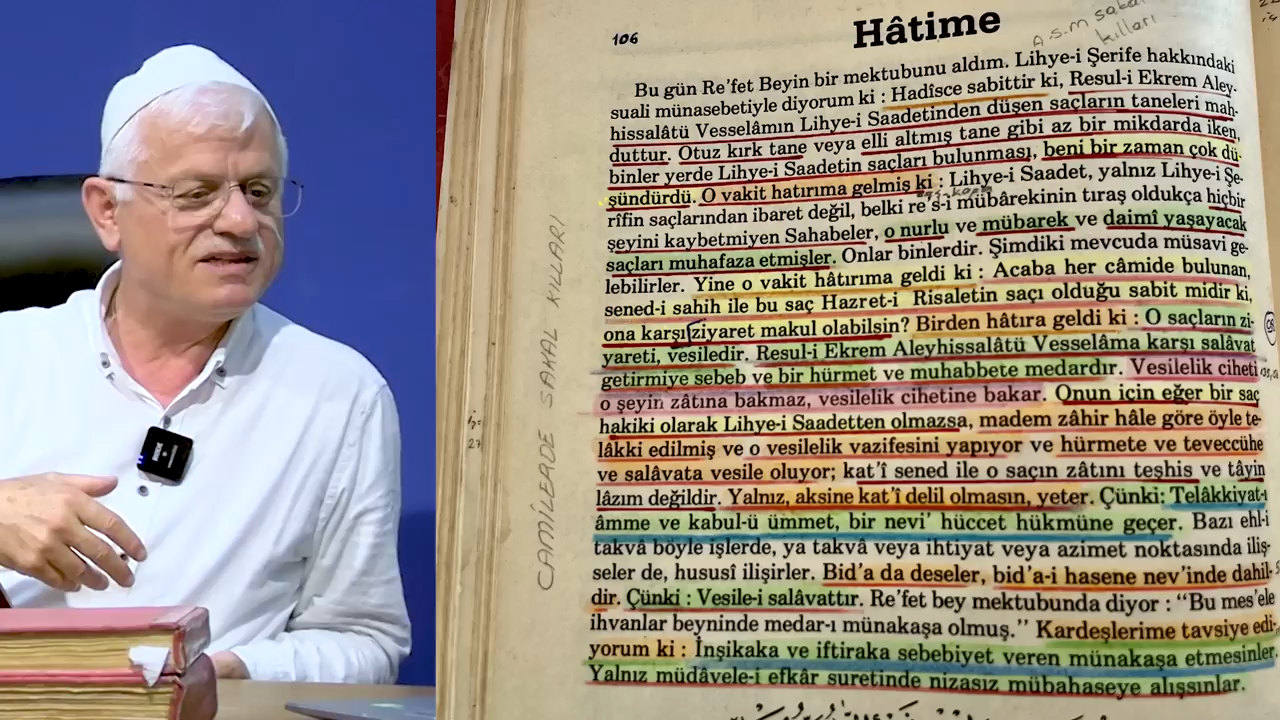 106
Hâtime
A.S.M sakal
kılları
Bu gün Re'fet Beyin bir mektubunu aldım. Lihye-i Şerife hakkındaki
suali münasebetiyle diyorum ki : Hadîsce sabittir ki, Resul-i Ekrem Aley-
hissalâtü Vesselâmın Lihye-i Saadetinden düşen saçların taneleri mah-
duttur. Otuz kırk tane veya elli altmış tane gibi az bir mikdarda iken,
binler yerde Lihye-i Saadetin saçları bulunması, beni bir zaman çok dü-
şündürdü. O vakit hatırıma gelmiş ki : Lihye-i Saadet, yalnız Lihye-i Şe-
rîfin saçlarından ibaret değil, belki re's-i mübârekinin tıraş oldukça hiçbir
şeyini kaybetmiyen Sahabeler, o nurlu ve mübarek ve daimî yaşayacak
saçları muhafaza etmişler. Onlar binlerdir. Şimdiki mevcuda müsavi ge-
lebilirler. Yine o vakit hâtırıma geldi ki : Acaba her câmide bulunan,
sened-i sahih ile bu saç Hazret-i Risaletin saçı olduğu sabit midir ki,
ona karşı ziyaret makul olabilsin? Birden hâtıra geldi ki : O saçların zi-
yareti, vesiledir. Resul-i Ekrem Aleyhissalâtü Vesselâma karşı salâvat
getirmiye sebeb ve bir hürmet ve muhabbete medardır. Vesilelik ciheti
o şeyin zâtına bakmaz, vesilelik cihetine bakar. Onun için eğer bir saç
hakiki olarak Lihye-i Saadetten olmazsa, madem zâhir hâle göre öyle te-
lâkki edilmiş ve o vesilelik vazifesini yapıyor ve hürmete ve teveccühe
ve salâvata vesile oluyor; kat'î sened ile o saçın zâtını teşhis ve tâyin
lâzım değildir. Yalnız, aksine kat'î delil olmasın, yeter. Çünki: Telâkkiyat-ı
âmme ve kabul-ü ümmet, bir nevi' hüccet hükmüne geçer. Bazı ehl-i
takvâ böyle işlerde, ya takvâ veya ihtiyat veya azimet noktasında iliş-
seler de, hususî ilişirler. Bid'a da deseler, bid'a-i hasene nev'inde dahil-
dir. Çünki : Vesile-i salâvattır. Re'fet bey mektubunda diyor : "Bu mes'ele
ihvanlar beyninde medar-ı münakaşa olmuş." Kardeşlerime tavsiye edi-
yorum ki : İnşikaka ve iftiraka sebebiyet veren münakaşa etmesinler.
Yalnız müdâvele-i efkâr suretinde nizasız mübahaseye alışsınlar.
CAMİLERDE SAKAL KILLARI
27